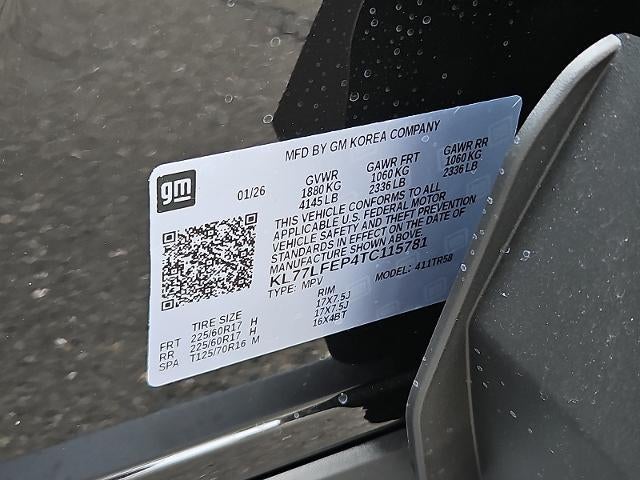 MFD BY GM KOREA COMPANY
gm
01/26
GVWR GAWR FRT GAWR RR
1880 KG 1060 KG 1060 KG
4145 LB 2336 LB 2336 LB
THIS VEHICLE CONFORMS TO ALL
APPLICABLE U.S. FEDERAL MOTOR
VEHICLE SAFETY AND THEFT PREVENTION
STANDARDS IN EFFECT ON THE DATE OF
MANUFACTURE SHOWN ABOVE.
KL77LFEP4TC115781
TYPE: MPV MODEL: 411TR58
TIRE SIZE RIM
FRT 225/60R17 H 17X7.5J
RR 225/60R17 H 17X7.5J
SPA T125/70R16 M 16X4BT